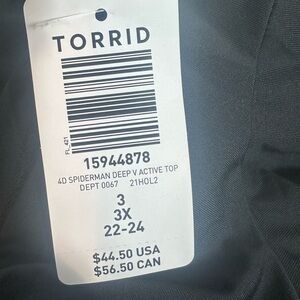 TORRID
FL_421
15944878
4D SPIDERMAN DEEP V ACTIVE TOP
DEPT 0067 21HOL2
3
3X
22-24
$44.50 USA
$56.50 CAN